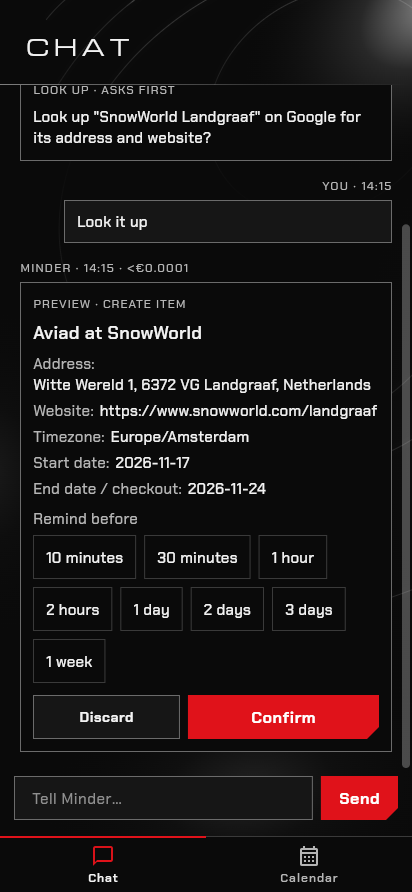 CHAT
LOOK UP · ASKS FIRST
Look up "SnowWorld Landgraaf" on Google for
its address and website?
YOU · 14:15
Look it up
MINDER · 14:15 · <€0.0001
PREVIEW · CREATE ITEM
Aviad at SnowWorld
Address:
Witte Wereld 1, 6372 VG Landgraaf, Netherlands
Website: https://www.snowworld.com/landgraaf
Timezone: Europe/Amsterdam
Start date: 2026-11-17
End date / checkout: 2026-11-24
Remind before
10 minutes 30 minutes 1 hour
2 hours 1 day 2 days 3 days
1 week
Discard Confirm
Tell Minder… Send
Chat Calendar